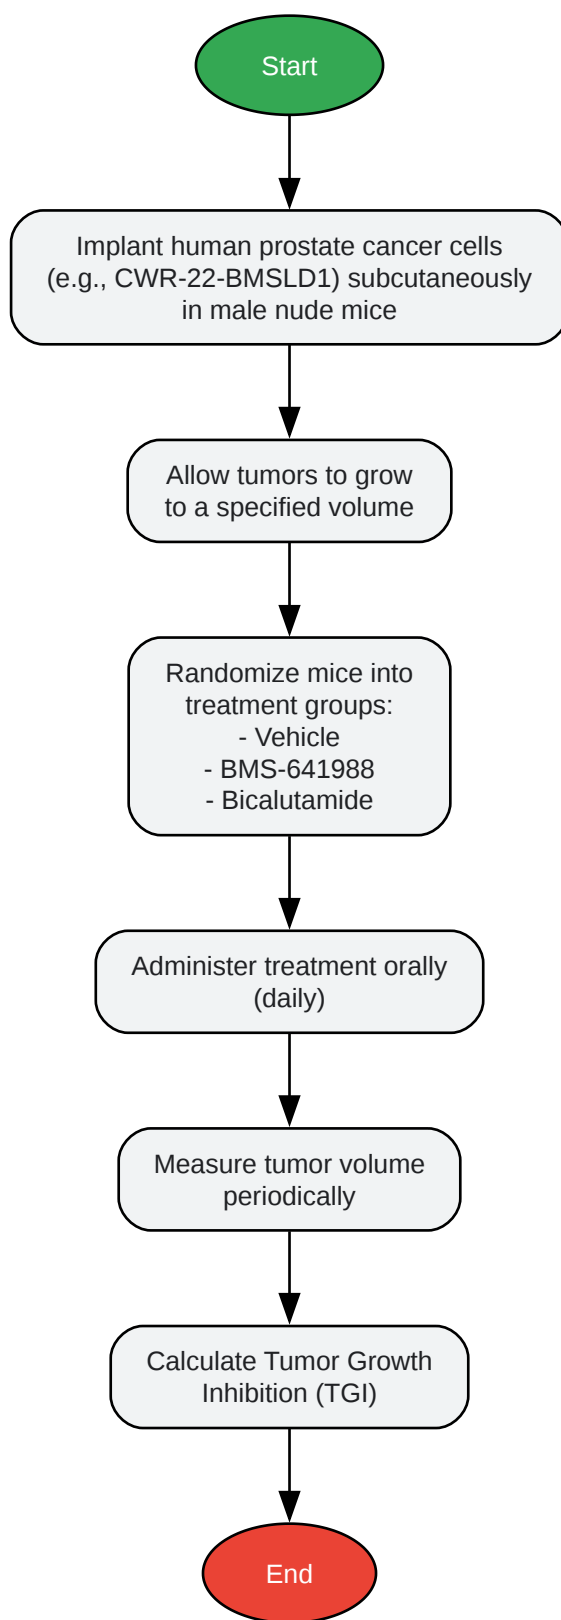 Start
Implant human prostate cancer cells
(e.g., CWR-22-BMSLD1) subcutaneously
in male nude mice
Allow tumors to grow
to a specified volume
Randomize mice into
treatment groups:
- Vehicle
- BMS-641988
- Bicalutamide
Administer treatment orally
(daily)
Measure tumor volume
periodically
Calculate Tumor Growth
Inhibition (TGI)
End